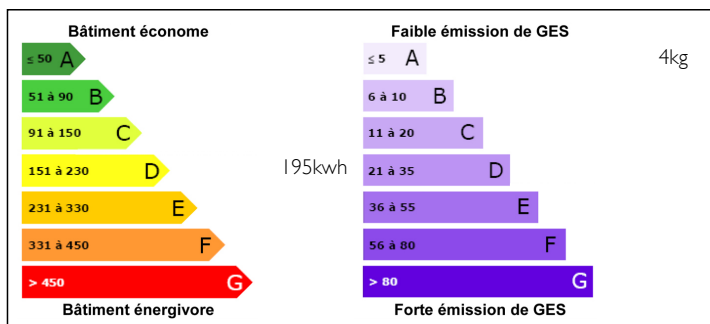 Bâtiment économe
≤ 50 A
51 à 90 B
91 à 150 C
151 à 230 D
195kwh
231 à 330 E
331 à 450 F
> 450 G
Bâtiment énergivore
Faible émission de GES
≤ 5 A
4kg
6 à 10 B
11 à 20 C
21 à 35 D
36 à 55 E
56 à 80 F
> 80 G
Forte émission de GES